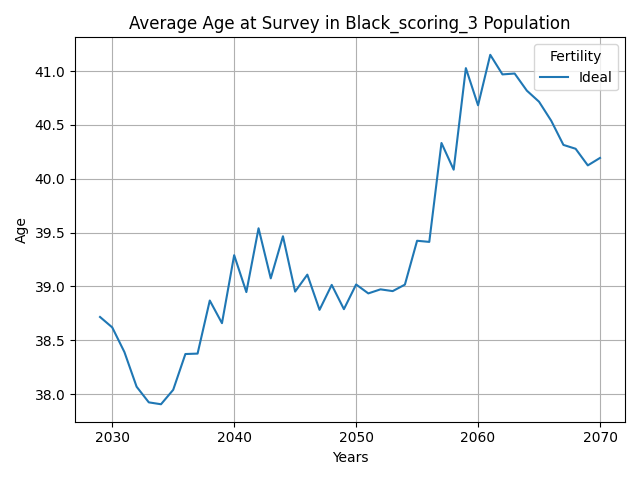 Average Age at Survey in Black_scoring_3 Population
Fertility
Ideal
41.0
40.5
40.0
39.5
39.0
38.5
38.0
Age
2030 2040 2050 2060 2070
Years